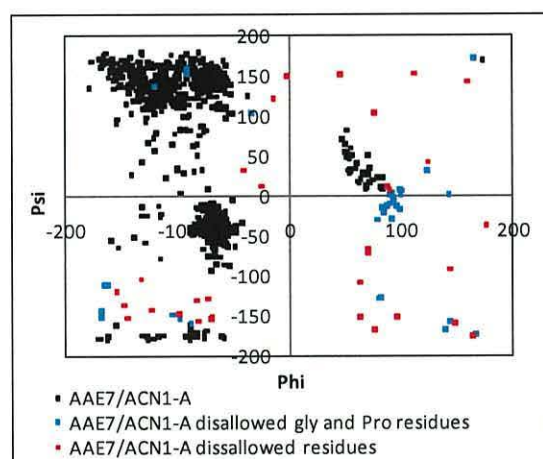 200
150
100
50
0
-200 -100 0 100 200
-50
-100
-150
-200
Psi
Phi
AAE7/ACN1-A
AAE7/ACN1-A disallowed gly and Pro residues
AAE7/ACN1-A dissallowed residues